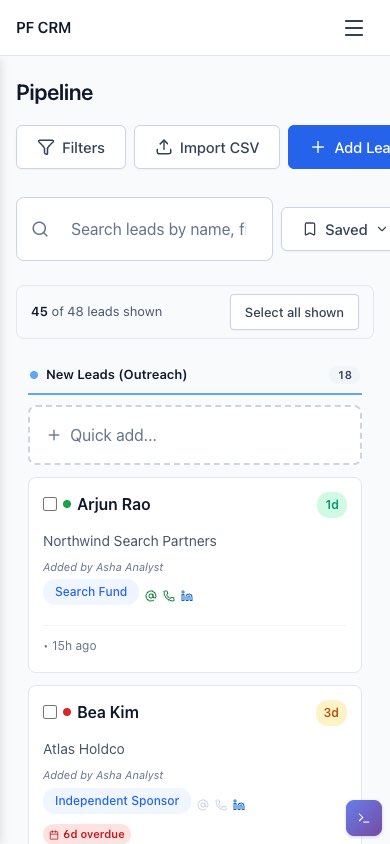 PF CRM
Pipeline
Filters
Import CSV
+ Add Lea
Search leads by name, f
Saved
45 of 48 leads shown
Select all shown
New Leads (Outreach)
18
+ Quick add...
Arjun Rao
1d
Northwind Search Partners
Added by Asha Analyst
Search Fund
• 15h ago
Bea Kim
3d
Atlas Holdco
Added by Asha Analyst
Independent Sponsor
6d overdue